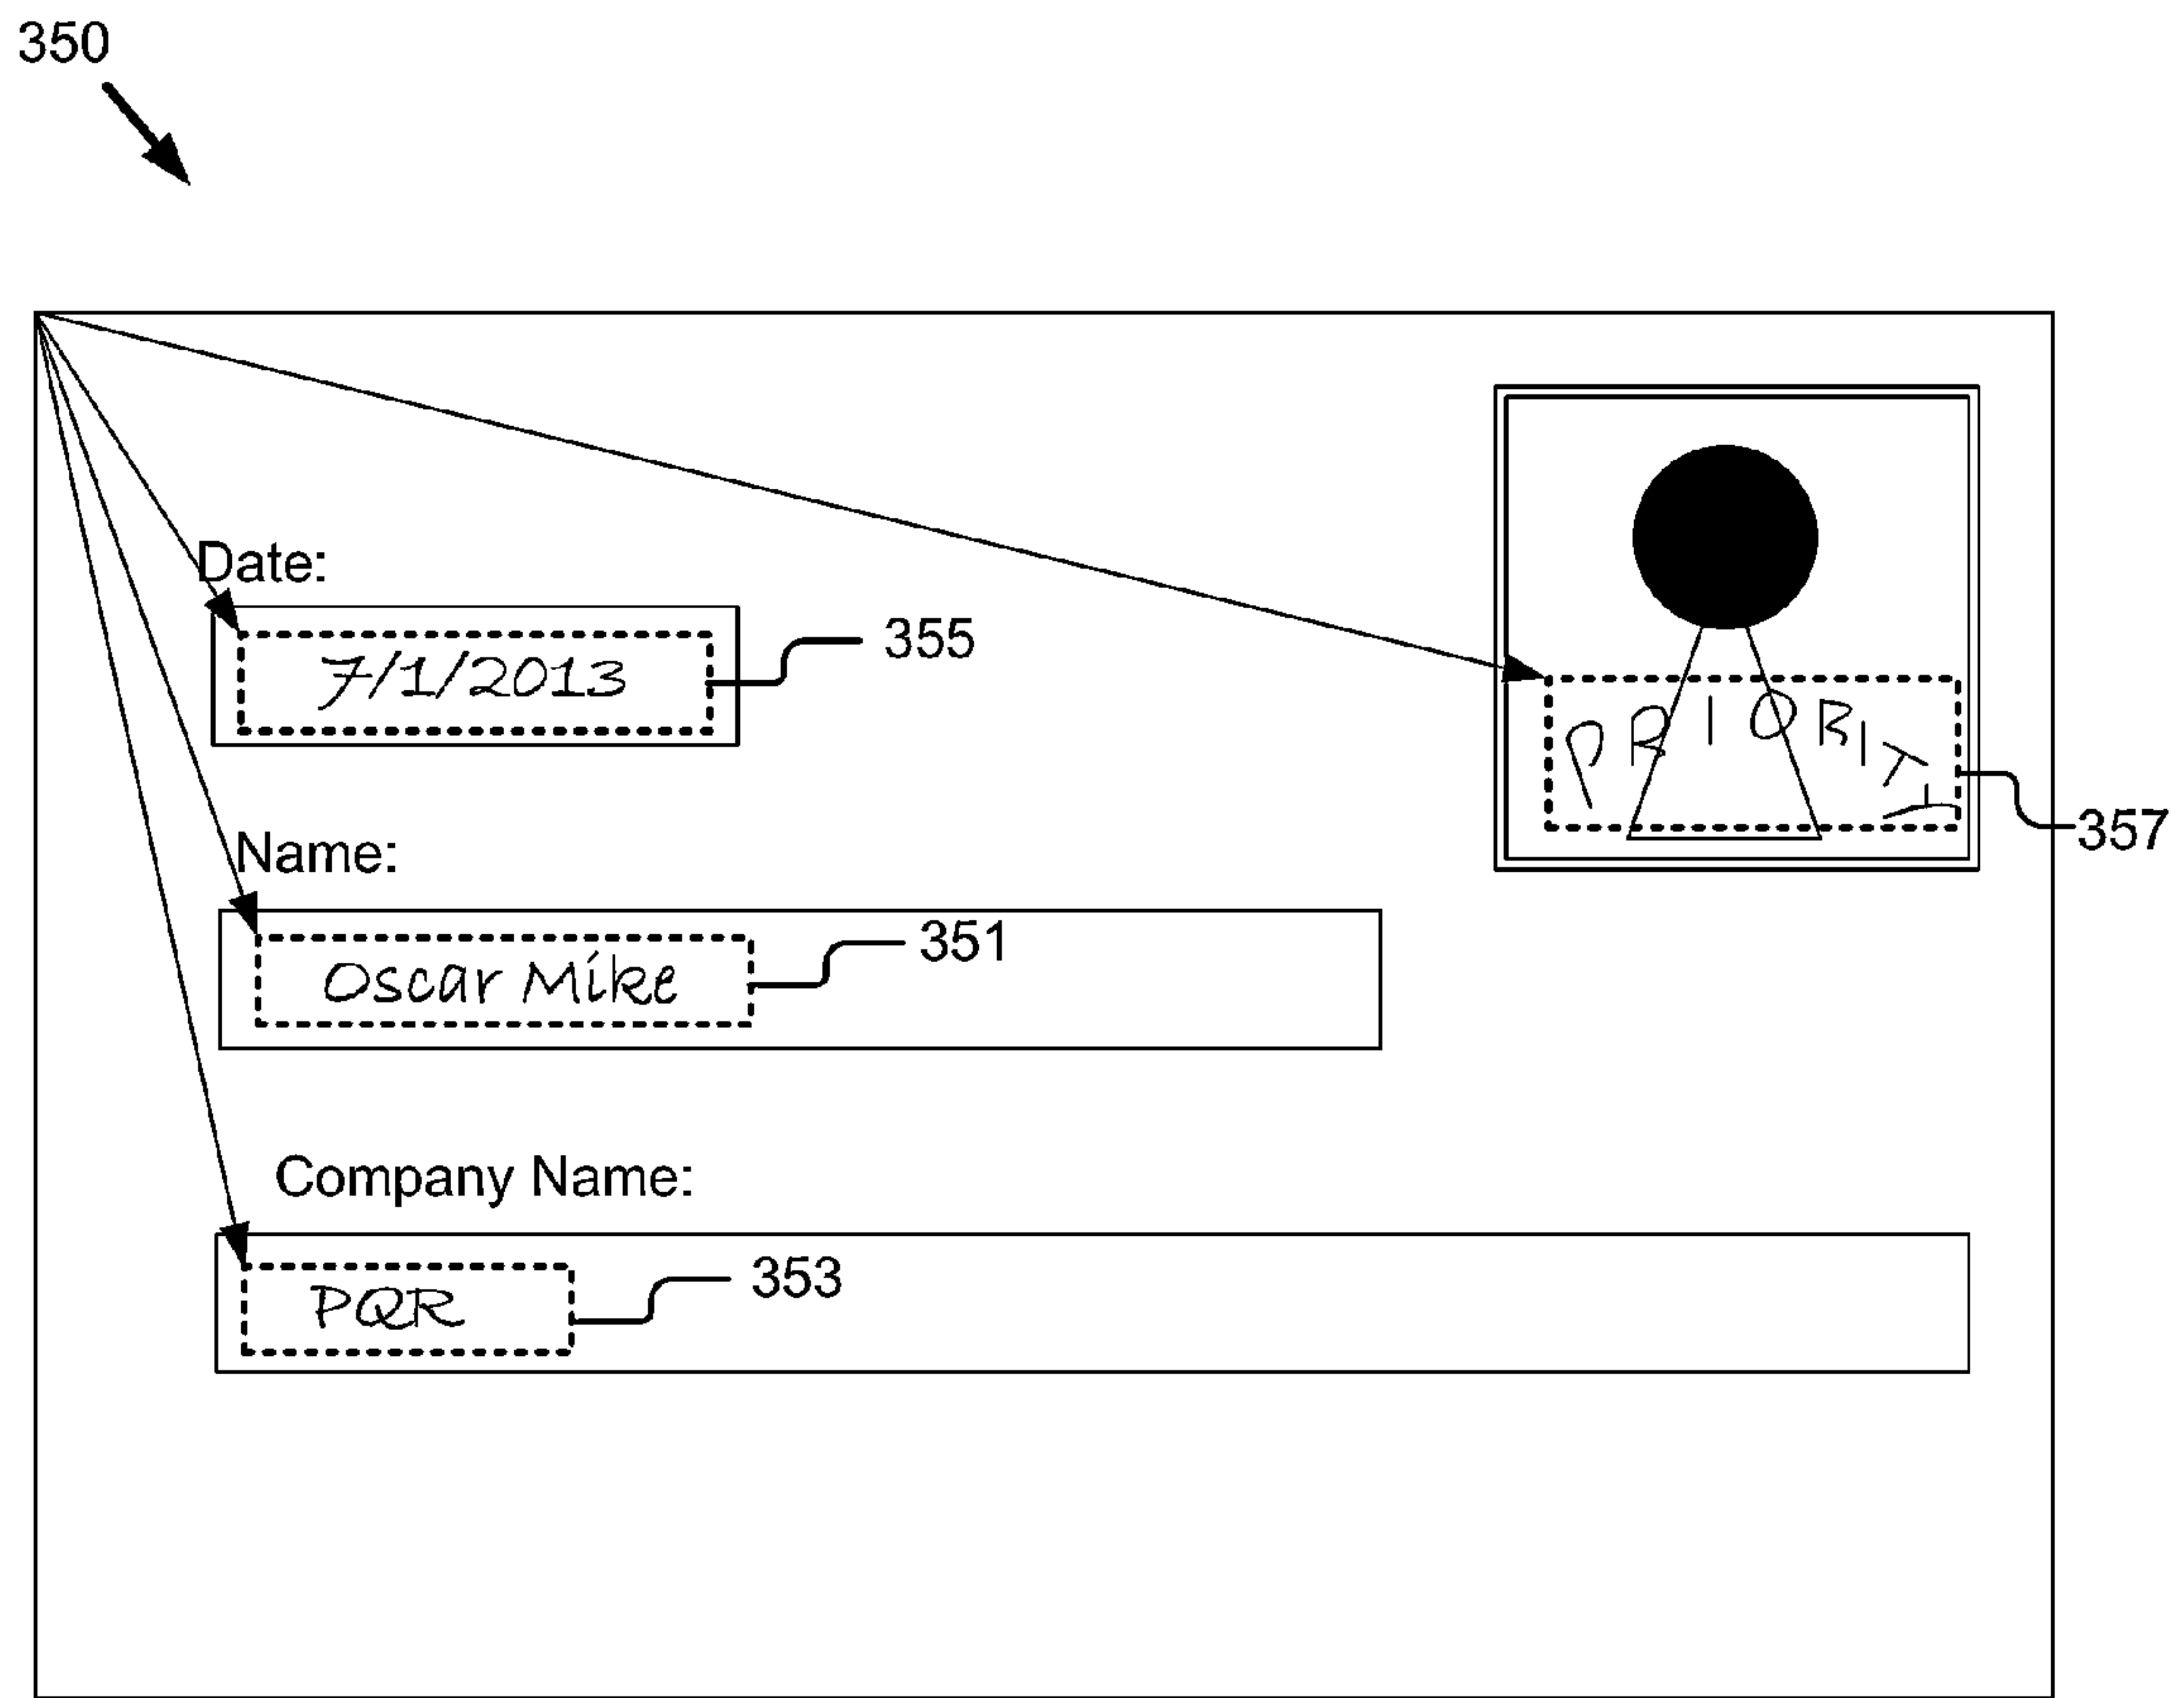 350
Date:
7/1/2013
355
PRIORITY
357
Name:
Oscar Mike
351
Company Name:
PQR
353